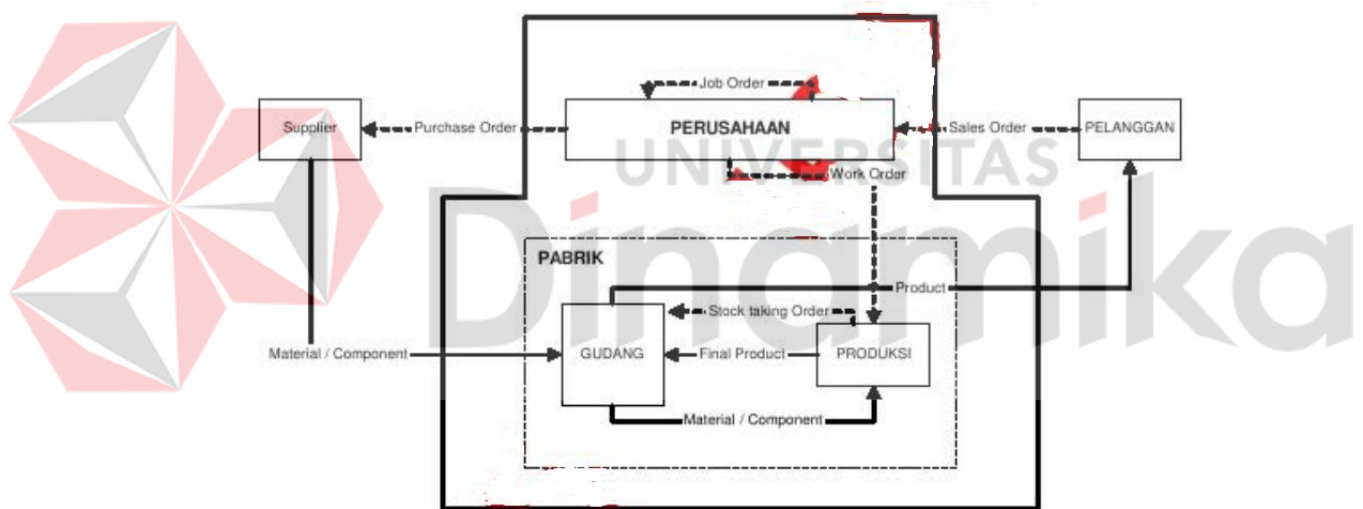 Job Order
Supplier
Purchase Order
PERUSAHAAN
Sales Order
PELANGGAN
UNIVERSITAS
Work Order
Dinamika
PABRIK
Product
Stock taking Order
Material / Component
GUDANG
Final Product
PRODUKSI
Material / Component